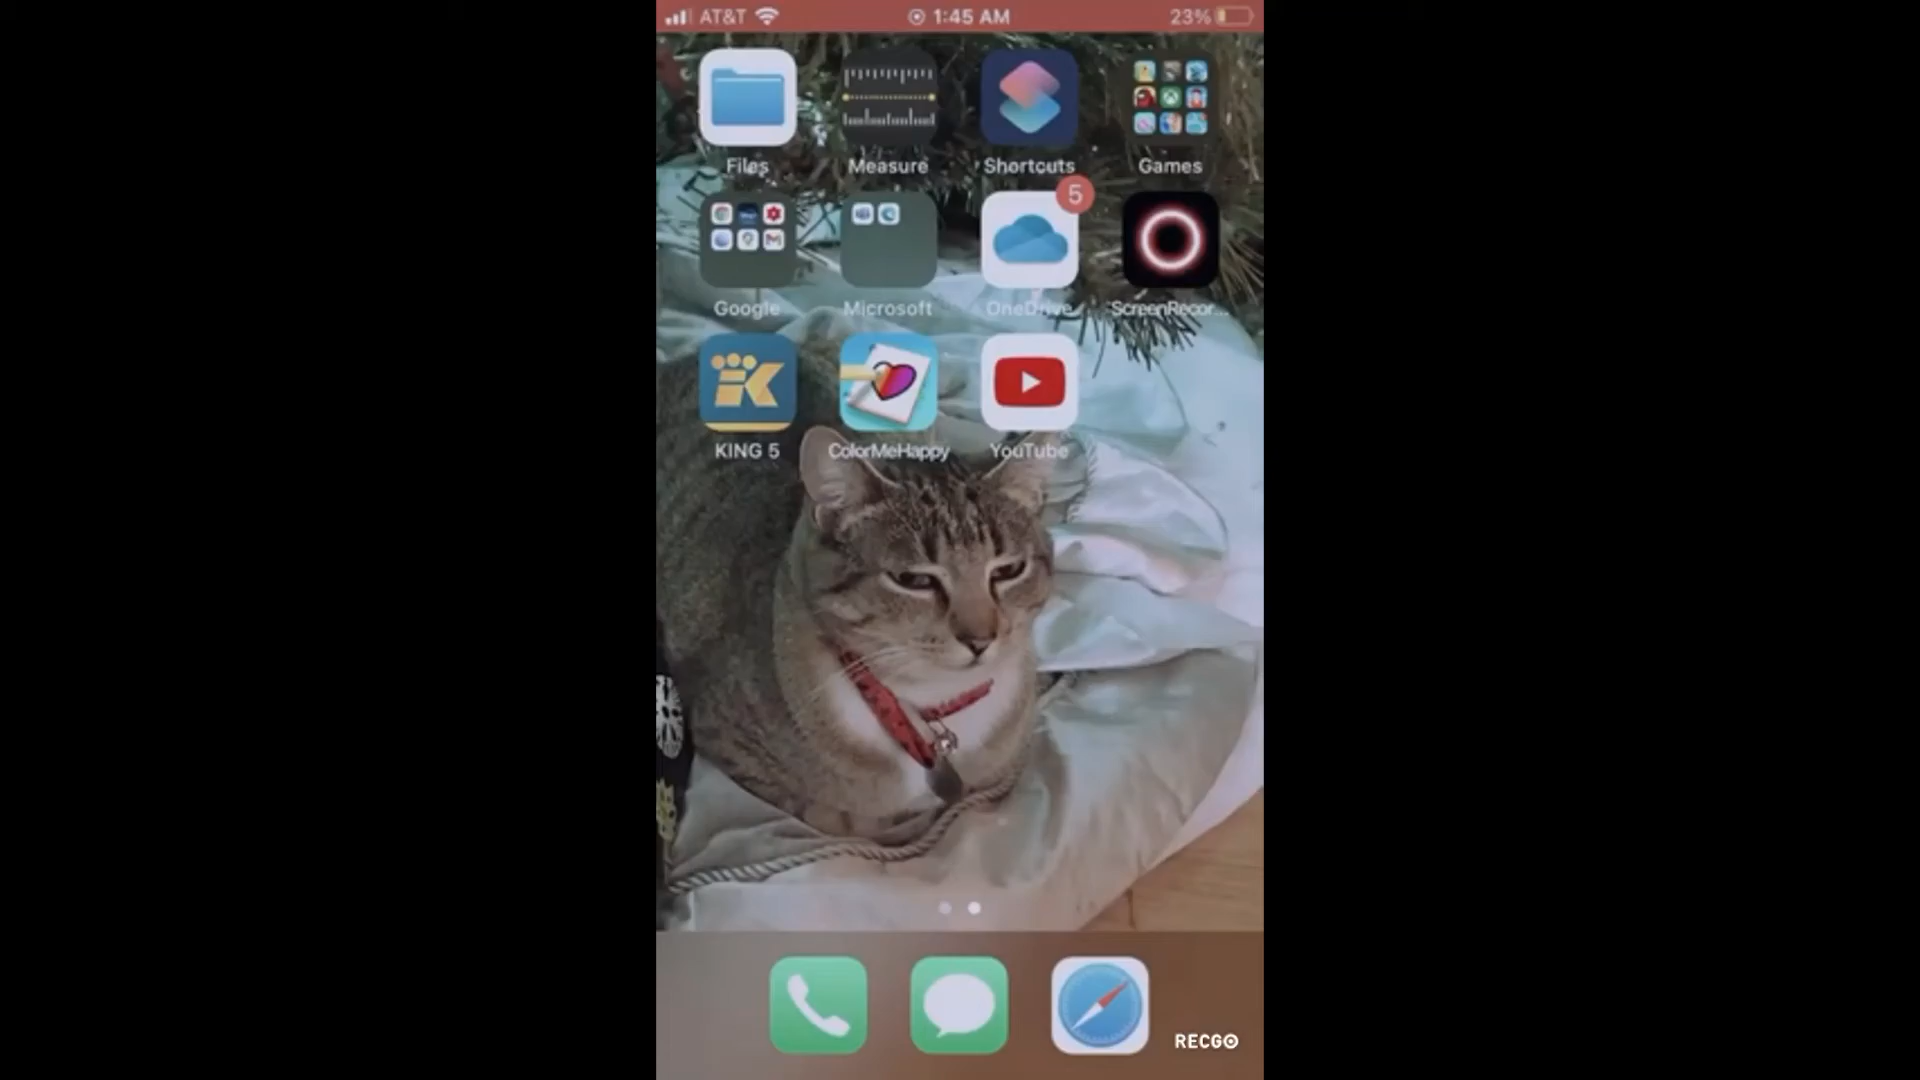 AT&T 1:45 AM 23%
Files Measure Shortcuts Games
5
Google Microsoft OneDrive ScreenRecor...
KING 5 ColorMeHappy YouTube
RECGO